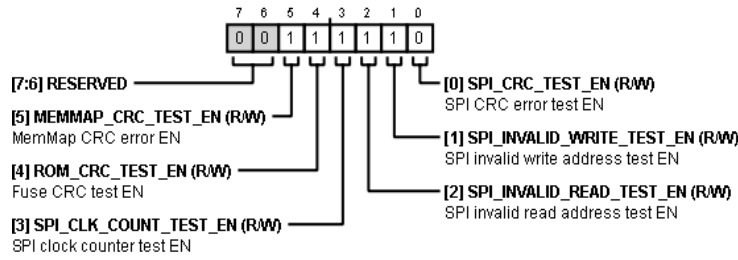 7 6 5 4 3 2 1 0
0 0 1 1 1 1 1 0
[7:6] RESERVED
[5] MEMMAP_CRC_TEST_EN (R/W)
MemMap CRC error EN
[4] ROM_CRC_TEST_EN (R/W)
Fuse CRC test EN
[3] SPI_CLK_COUNT_TEST_EN (R/W)
SPI clock counter test EN
[0] SPI_CRC_TEST_EN (R/W)
SPI CRC error test EN
[1] SPI_INVALID_WRITE_TEST_EN (R/W)
SPI invalid write address test EN
[2] SPI_INVALID_READ_TEST_EN (R/W)
SPI invalid read address test EN